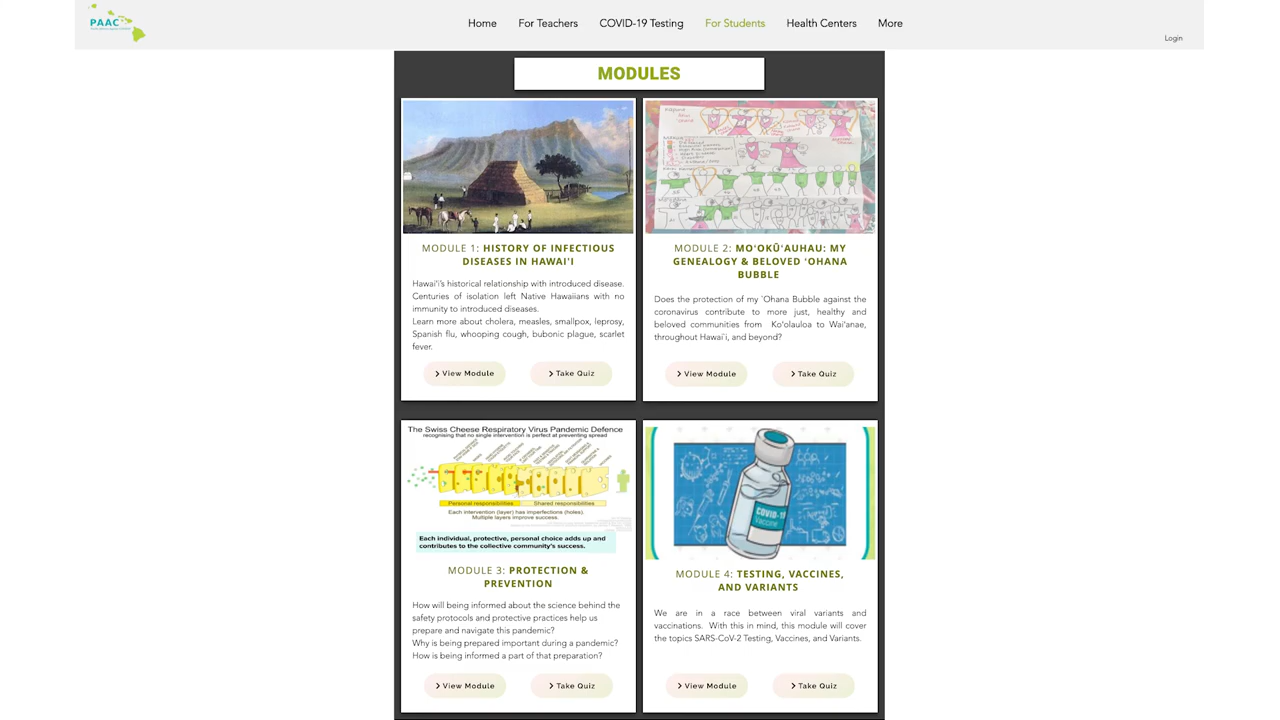 PAAC
Home
For Teachers
COVID-19 Testing
For Students
Health Centers
More
Login
MODULES
MODULE 1: HISTORY OF INFECTIOUS
DISEASES IN HAWAI'I
Hawai'i's historical relationship with introduced disease.
Centuries of isolation left Native Hawaiians with no
immunity to introduced diseases.
Learn more about cholera, measles, smallpox, leprosy,
Spanish flu, whooping cough, bubonic plague, scarlet
fever.
> View Module
> Take Quiz
MODULE 2: MOʻOKŪʻAUHAU: MY
GENEALOGY & BELOVED ʻOHANA
BUBBLE
Does the protection of my `Ohana Bubble against the
coronavirus contribute to more just, healthy and
beloved communities from Ko'olauloa to Wai'anae,
throughout Hawai'i, and beyond?
> View Module
> Take Quiz
The Swiss Cheese Respiratory Virus Pandemic Defence
recognising that no single intervention is perfect at preventing spread
Personal responsibilities
Shared responsibilities
Each intervention (layer) has imperfections (holes).
Multiple layers improve success.
Each individual, protective, personal choice adds up and
contributes to the collective community's success.
MODULE 3: PROTECTION &
PREVENTION
How will being informed about the science behind the
safety protocols and protective practices help us
prepare and navigate this pandemic?
Why is being prepared important during a pandemic?
How is being informed a part of that preparation?
> View Module
> Take Quiz
COVID-19
vaccine
MODULE 4: TESTING, VACCINES,
AND VARIANTS
We are in a race between viral variants and
vaccinations. With this in mind, this module will cover
the topics SARS-CoV-2 Testing, Vaccines, and Variants.
> View Module
> Take Quiz